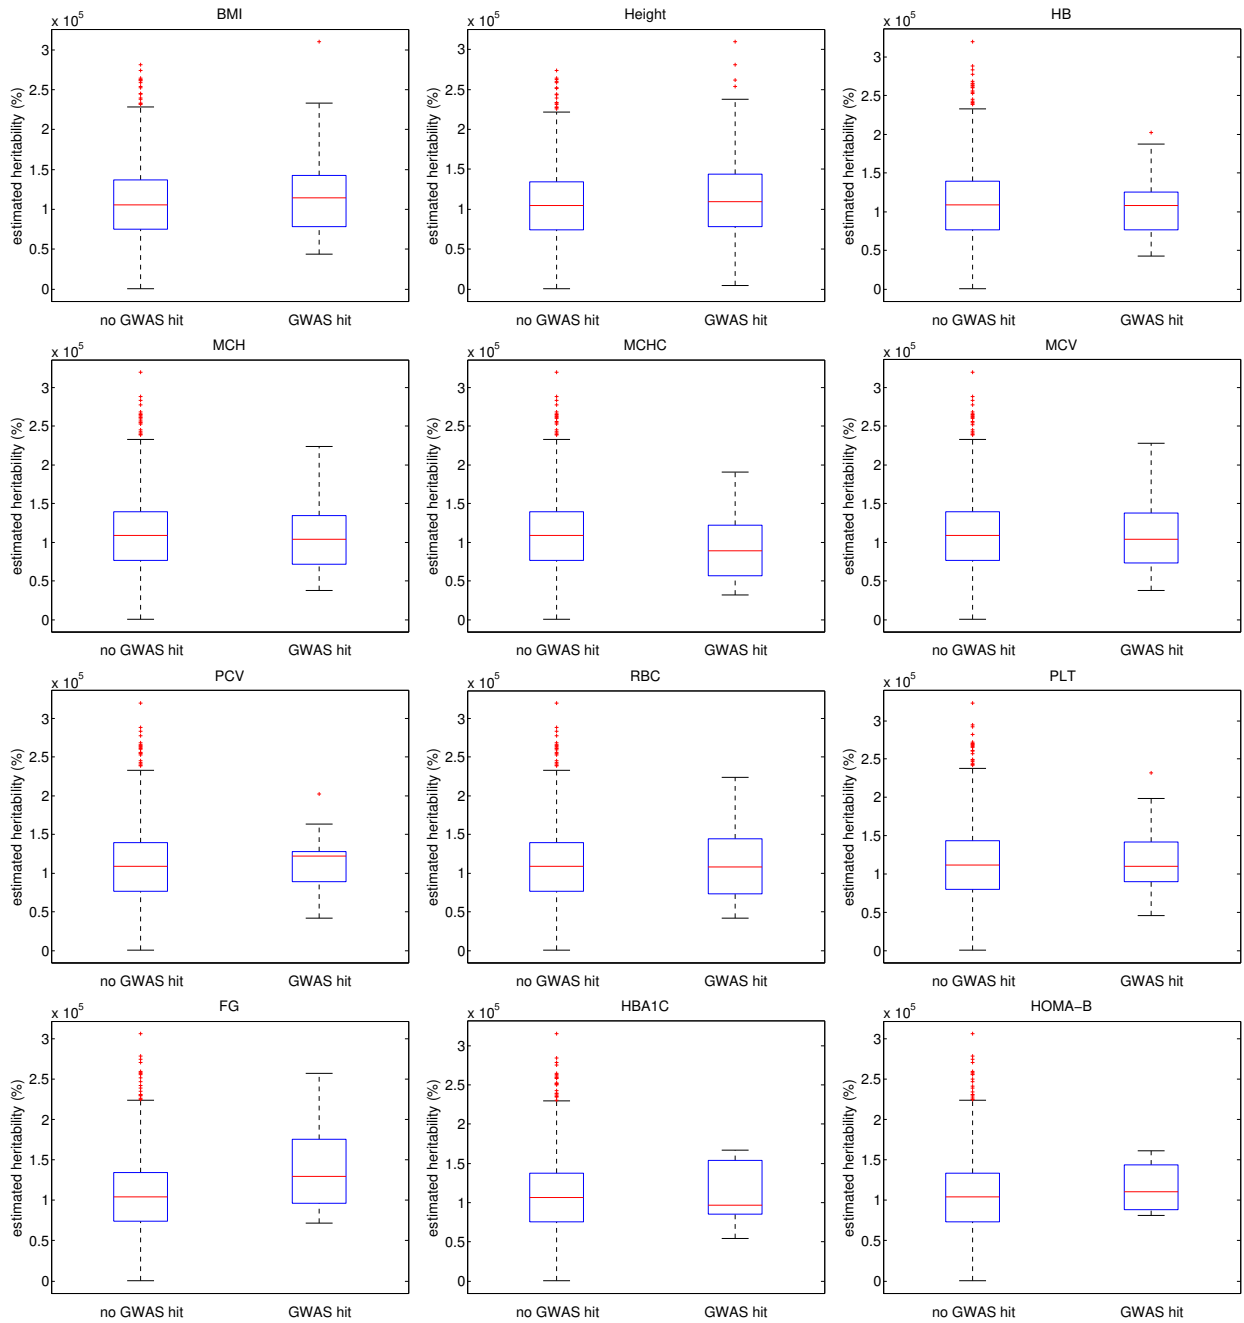 BMI
x 10^5
estimated heritability (%)
3
2.5
2
1.5
1
0.5
0
no GWAS hit
GWAS hit
Height
x 10^5
estimated heritability (%)
3
2.5
2
1.5
1
0.5
0
no GWAS hit
GWAS hit
HB
x 10^5
estimated heritability (%)
3
2.5
2
1.5
1
0.5
0
no GWAS hit
GWAS hit
MCH
x 10^5
estimated heritability (%)
3
2.5
2
1.5
1
0.5
0
no GWAS hit
GWAS hit
MCHC
x 10^5
estimated heritability (%)
3
2.5
2
1.5
1
0.5
0
no GWAS hit
GWAS hit
MCV
x 10^5
estimated heritability (%)
3
2.5
2
1.5
1
0.5
0
no GWAS hit
GWAS hit
PCV
x 10^5
estimated heritability (%)
3
2.5
2
1.5
1
0.5
0
no GWAS hit
GWAS hit
RBC
x 10^5
estimated heritability (%)
3
2.5
2
1.5
1
0.5
0
no GWAS hit
GWAS hit
PLT
x 10^5
estimated heritability (%)
3
2.5
2
1.5
1
0.5
0
no GWAS hit
GWAS hit
FG
x 10^5
estimated heritability (%)
3
2.5
2
1.5
1
0.5
0
no GWAS hit
GWAS hit
HBA1C
x 10^5
estimated heritability (%)
3
2.5
2
1.5
1
0.5
0
no GWAS hit
GWAS hit
HOMA−B
x 10^5
estimated heritability (%)
3
2.5
2
1.5
1
0.5
0
no GWAS hit
GWAS hit